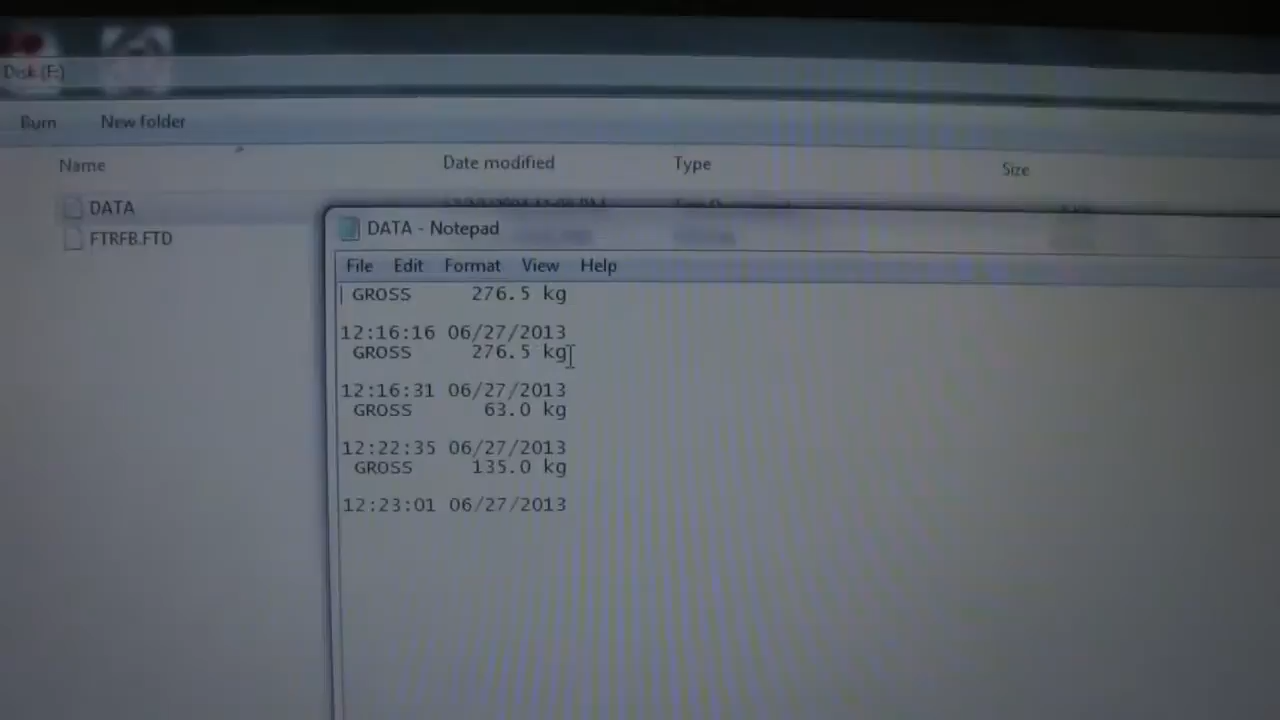 Disk (F:)
Burn New folder
Name Date modified Type Size
DATA
FTRFB.FTD
DATA - Notepad
File Edit Format View Help
GROSS 276.5 kg
12:16:16 06/27/2013
GROSS 276.5 kg
12:16:31 06/27/2013
GROSS 63.0 kg
12:22:35 06/27/2013
GROSS 135.0 kg
12:23:01 06/27/2013